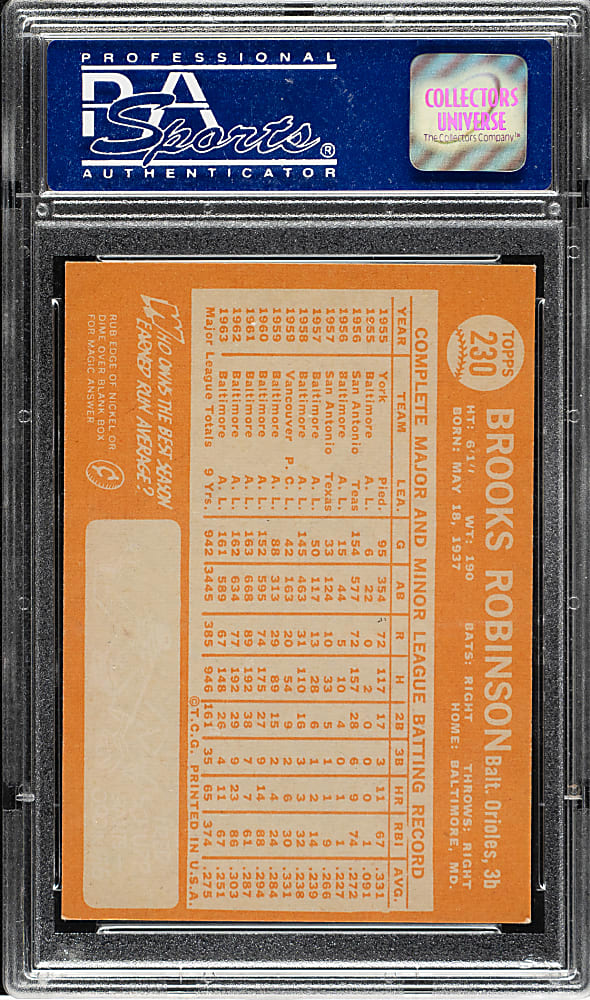 PROFESSIONAL
PSA
Sports®
AUTHENTICATOR
COLLECTORS
UNIVERSE
The Collectors Company™
TOPPS
230
BROOKS ROBINSON Balt. Orioles, 3b
HT: 6'1" WT: 190 BATS: RIGHT THROWS: RIGHT
BORN: MAY 18, 1937 HOME: BALTIMORE, MD.
COMPLETE MAJOR AND MINOR LEAGUE BATTING RECORD
YEAR TEAM LEA. G AB R H 2B 3B HR RBI AVG.
1955 York Pied. 95 354 72 117 17 3 11 67 .331
1955 Baltimore A. L. 6 22 0 2 0 0 0 1 .091
1956 San Antonio Teas 154 577 72 157 28 6 9 74 .272
1956 Baltimore A. L. 15 44 5 10 4 0 1 1 .227
1957 San Antonio Texas 33 124 10 33 5 1 1 9 .266
1957 Baltimore A. L. 50 117 13 28 6 1 2 14 .239
1958 Baltimore A. L. 145 463 31 110 16 3 3 32 .238
1959 Vancouver P. C. L. 42 163 20 54 9 2 6 30 .331
1959 Baltimore A. L. 88 313 29 89 15 2 4 24 .284
1960 Baltimore A. L. 152 595 74 175 27 9 14 88 .294
1961 Baltimore A. L. 163 668 89 192 38 7 7 61 .287
1962 Baltimore A. L. 162 634 77 192 29 9 23 86 .303
1963 Baltimore A. L. 161 589 67 148 26 4 11 67 .251
Major League Totals 9 Yrs. 942 3445 385 946 161 35 65 374 .275
©T.C.G. PRINTED IN U.S.A.
WHO OWNS THE BEST SEASON
EARNED RUN AVERAGE?
RUB EDGE OF NICKEL OR
DIME OVER BLANK BOX
FOR MAGIC ANSWER